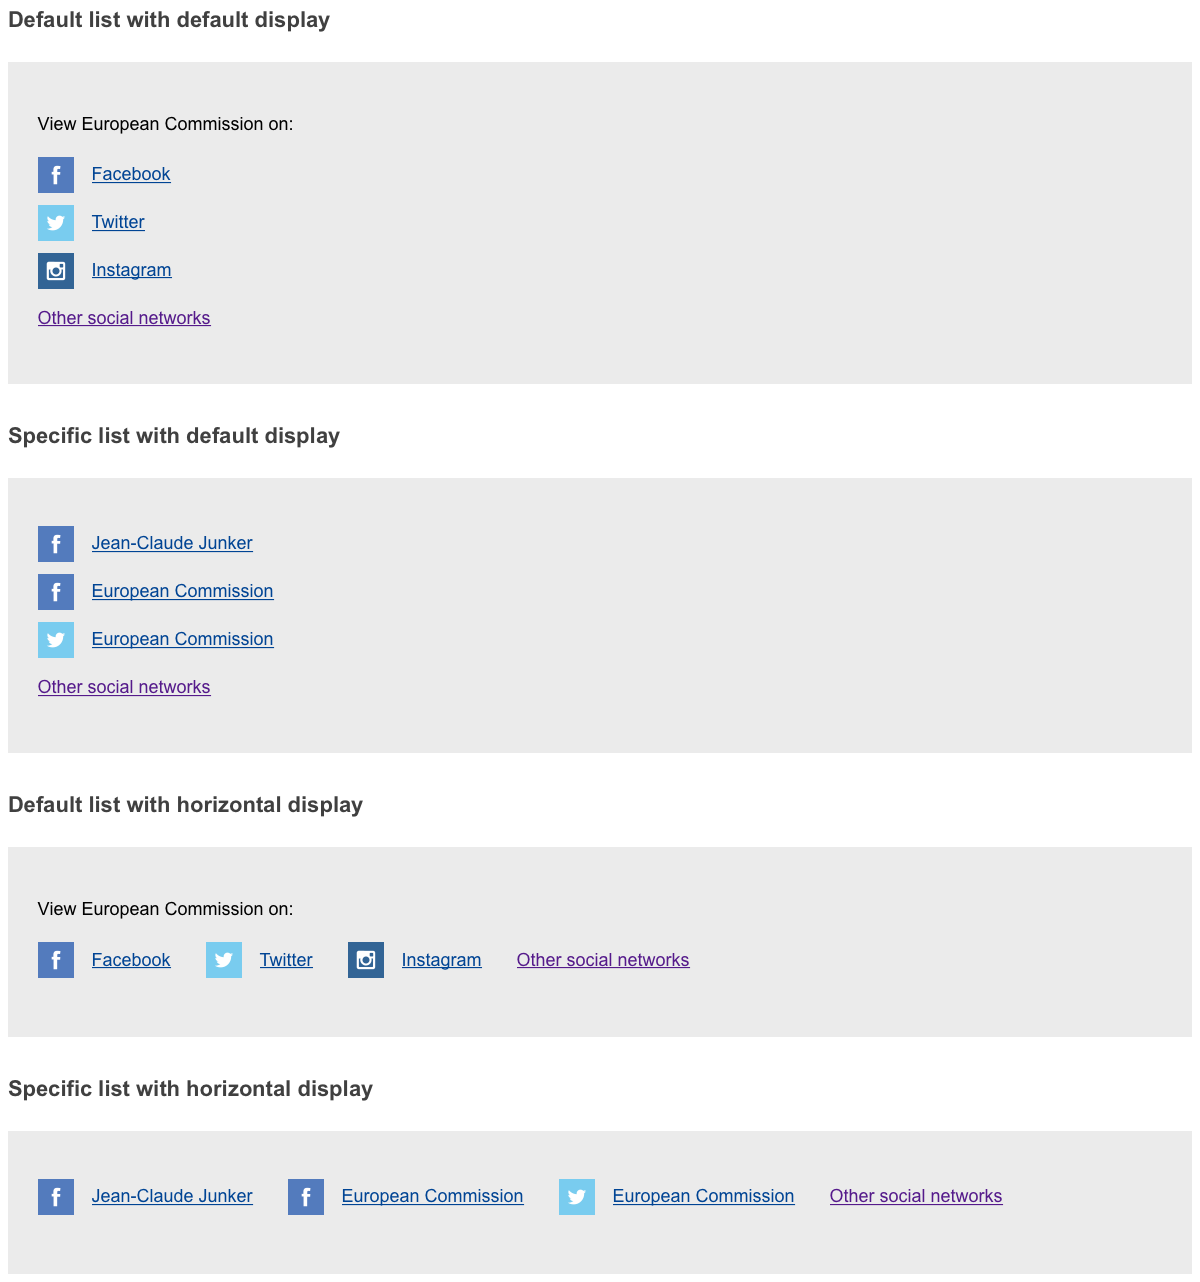 Default list with default display
View European Commission on:
Facebook
Twitter
Instagram
Other social networks
Specific list with default display
Jean-Claude Junker
European Commission
European Commission
Other social networks
Default list with horizontal display
View European Commission on:
Facebook Twitter Instagram Other social networks
Specific list with horizontal display
Jean-Claude Junker European Commission European Commission Other social networks